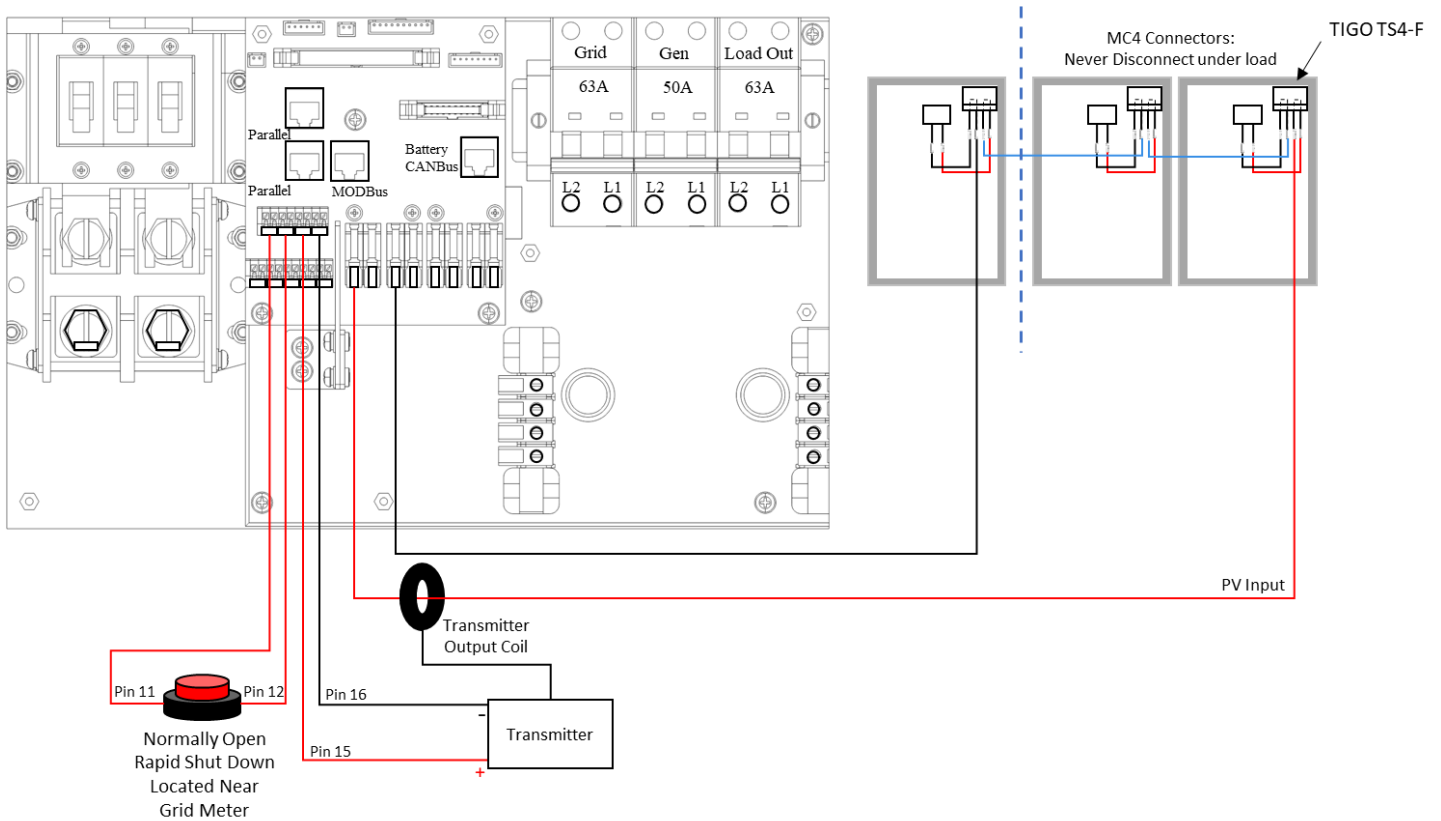 TIGO TS4-F
MC4 Connectors:
Never Disconnect under load
Grid
Gen
Load Out
63A
50A
63A
Parallel
Battery
CANBus
Parallel
MODBus
L2
L1
L2
L1
L2
L1
PV Input
Transmitter
Output Coil
Pin 11
Pin 12
Pin 16
-
Transmitter
Normally Open
Rapid Shut Down
Located Near
Grid Meter
Pin 15
+